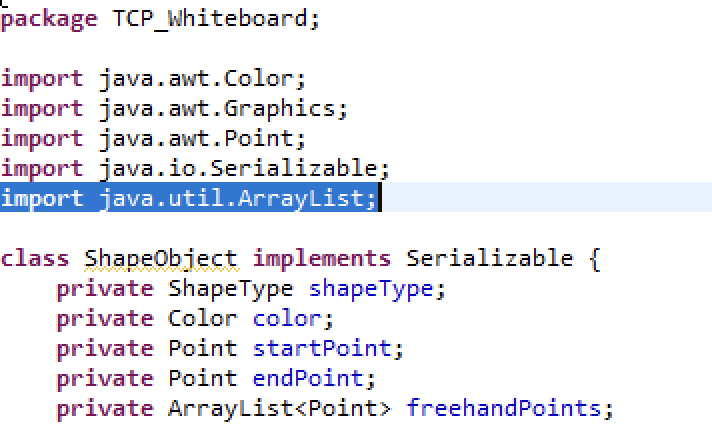 package TCP_Whiteboard;
import java.awt.Color;
import java.awt.Graphics;
import java.awt.Point;
import java.io.Serializable;
import java.util.ArrayList;
class ShapeObject implements Serializable {
private ShapeType shapeType;
private Color color;
private Point startPoint;
private Point endPoint;
private ArrayList<Point> freehandPoints;